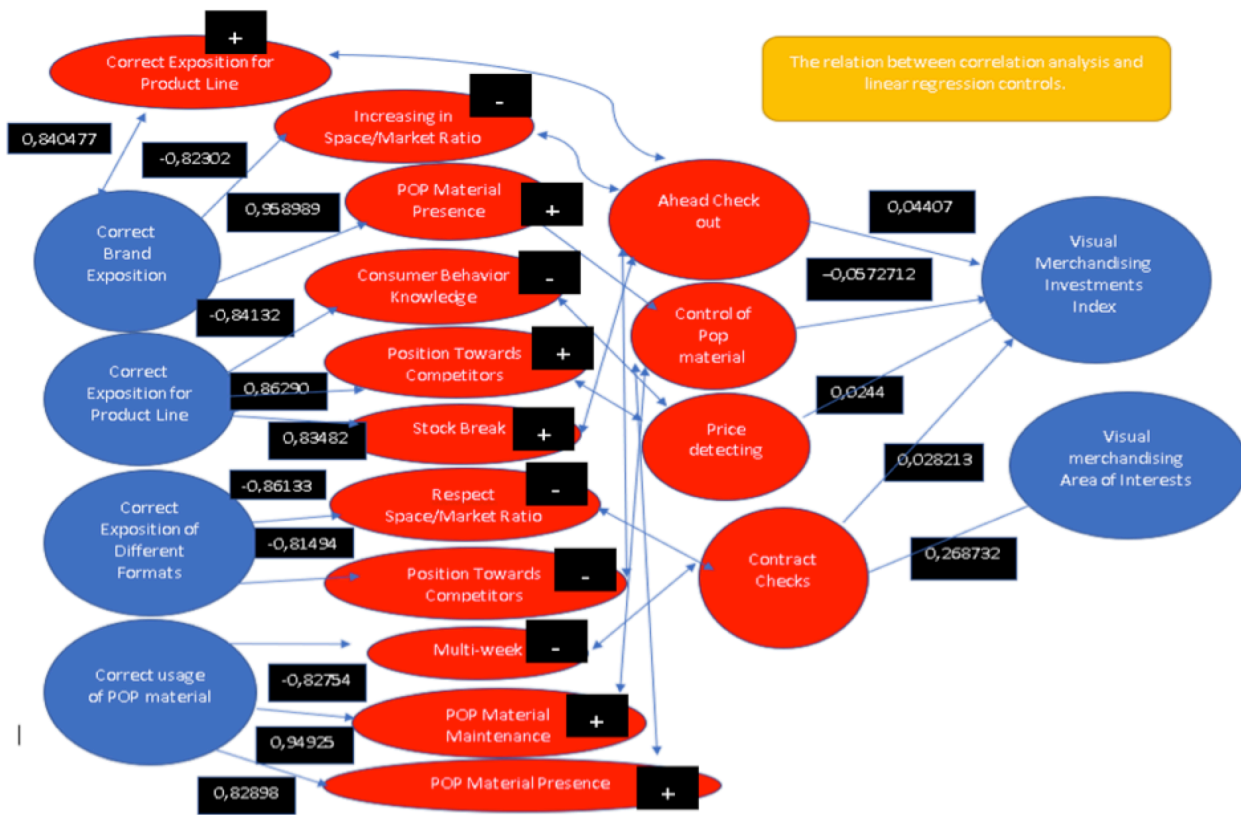 +
Correct Exposition for
Product Line
The relation between correlation analysis and
linear regression controls.
-
Increasing in
Space/Market Ratio
0,840477
-0,82302
POP Material
Presence
+
0,958989
Ahead Check
out
0,04407
Correct
Brand
Exposition
Visual
Merchandising
Investments
Index
Consumer Behavior
Knowledge
-
-0,0572712
-0,84132
Control of
Pop
material
Position Towards
Competitors
+
Correct
Exposition for
Product Line
0,86290
0,0244
Stock Break
+
0,83482
Price
detecting
Visual
merchandising
Area of Interests
0,028213
-0,86133
Respect
Space/Market Ratio
-
Correct
Exposition of
Different
Formats
-0,81494
0,268732
Position Towards
Competitors
-
Contract
Checks
Multi-week
-
Correct usage
of POP material
-0,82754
POP Material
Maintenance
+
0,94925
POP Material Presence
+
0,82898